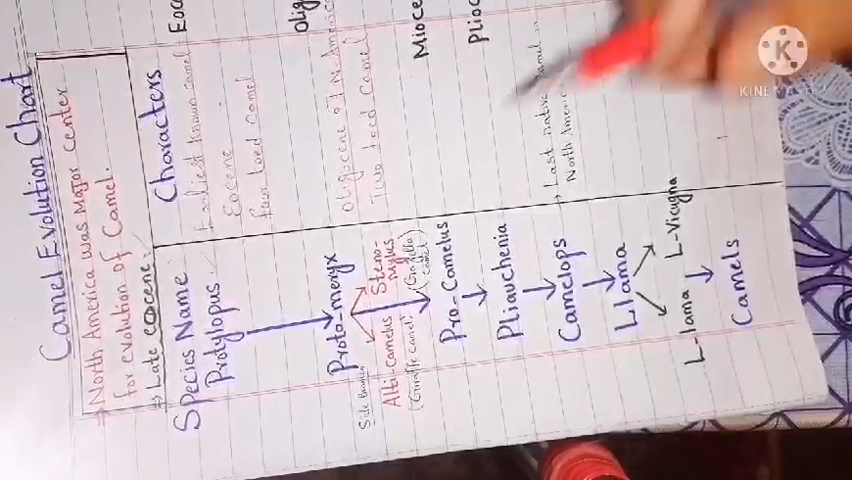 Camel Evolution Chart
→ North America was Major Center
for evolution of Camel.
→ Late eocene
Species Name
Characters
Protylopus
Earliest known camel
Eocene
four toed camel
Eoc
Proto-meryx
Oligocene of N-America
Two toed camel
Olig
Side Branches
Alti-camelus
(Giraffe camel)
Steno-
mylus
(Gazelle
camel)
Pro-Camelus
Mioce
Pliauchenia
Plioc
Camelops
→ Last native camel in
North America
Llama
L-lama
L-Vicugna
Camels
K
KINEMASTER